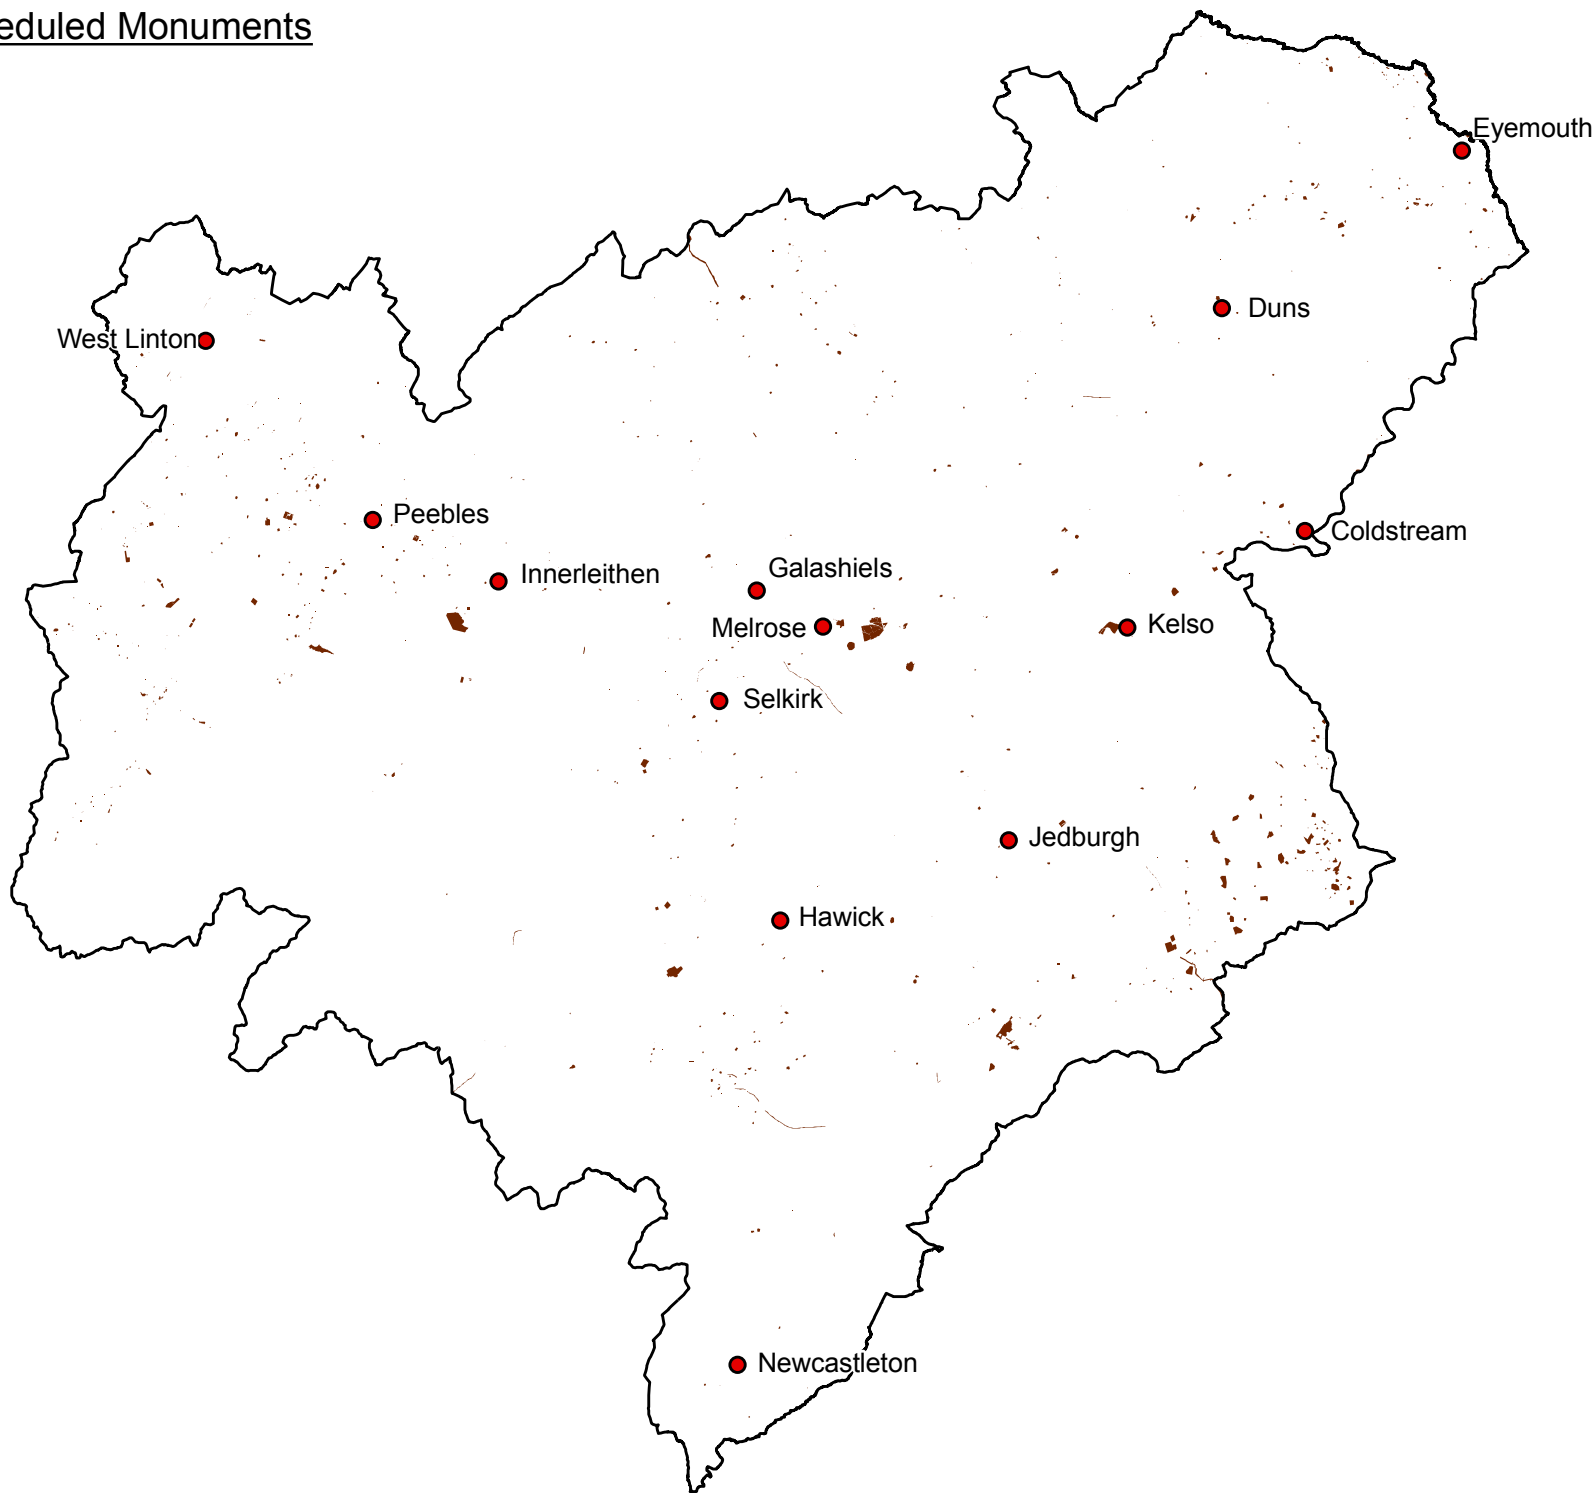 eduled Monuments
Eyemouth
Duns
West Linton
Peebles
Coldstream
Innerleithen
Galashiels
Melrose
Kelso
Selkirk
Jedburgh
Hawick
Newcastleton